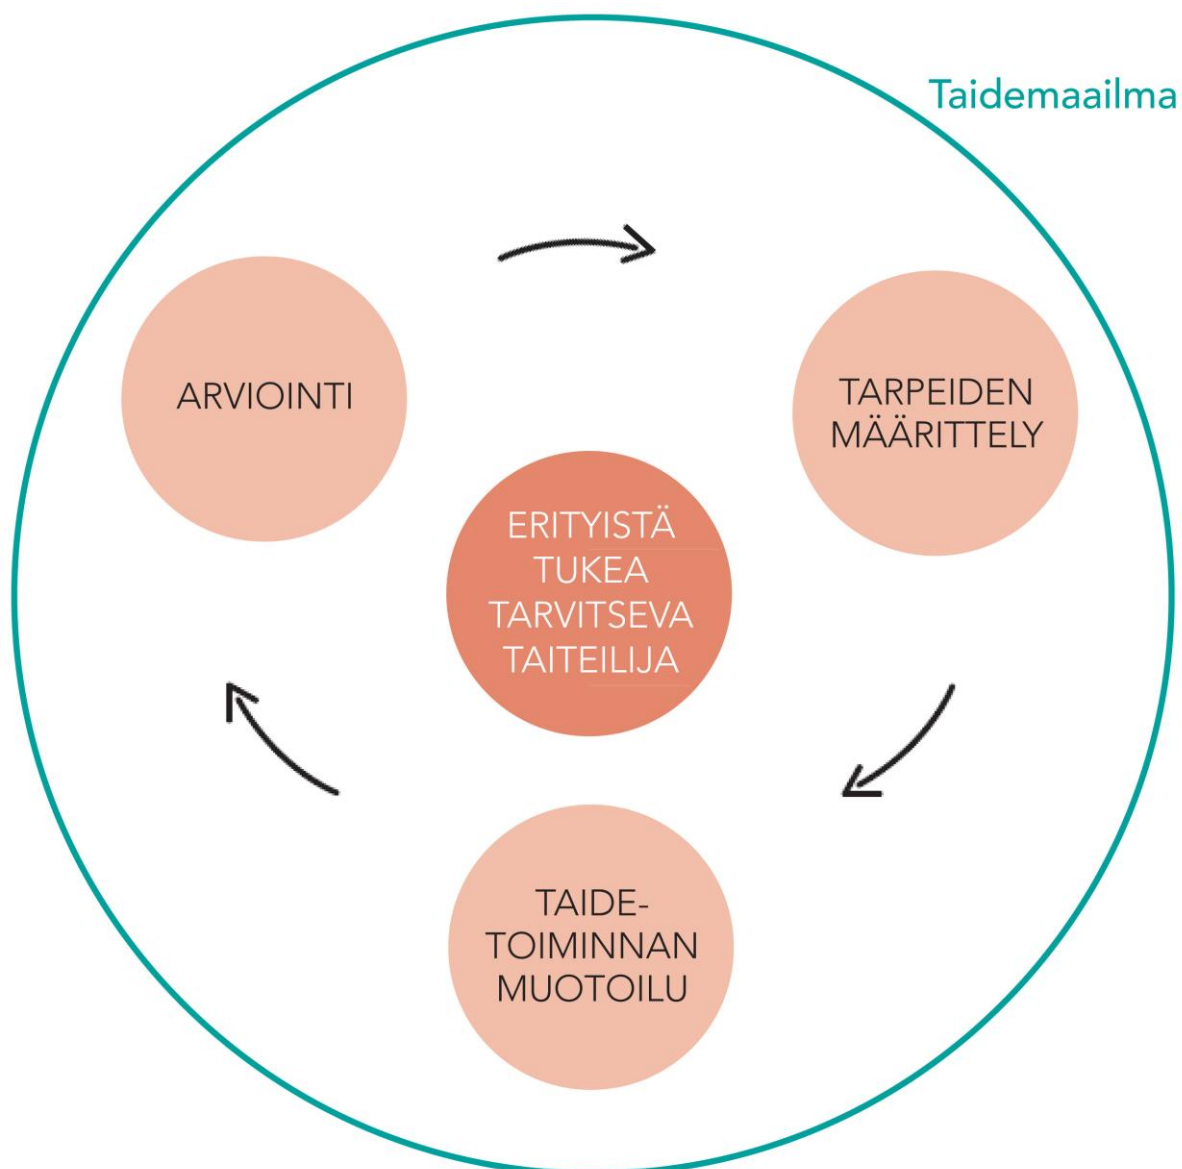 Taidemaailma
ARVIOINTI
TARPEIDEN
MÄÄRITTELY
ERITYISTÄ
TUKEA
TARVITSEVA
TAITEILIJA
TAIDE-
TOIMINNAN
MUOTOILU